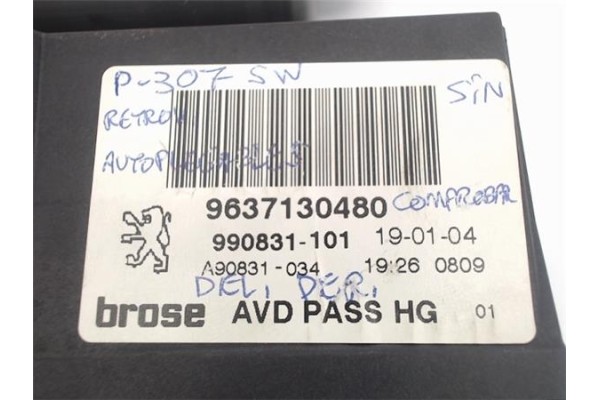 P-307 SW
SIN
RETROV
AUTOPLEGABLES
9637130480 COMPROBAR
990831-101 19-01-04
A90831-034 19:26 0809
DEL, DER,
brose AVD PASS HG 01